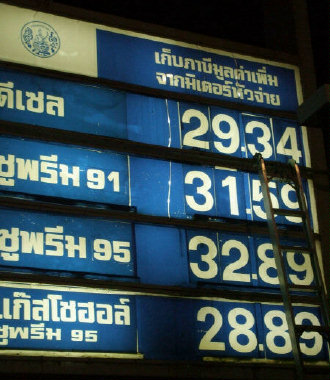 เก็บภาษีมูลค่าเพิ่ม
จากมิเตอร์หัวจ่าย
ดีเซล 29.34
ซูพรีม 91 31.59
ซูพรีม 95 32.89
แก๊สโซฮอล์ 28.89
ซูพรีม 95